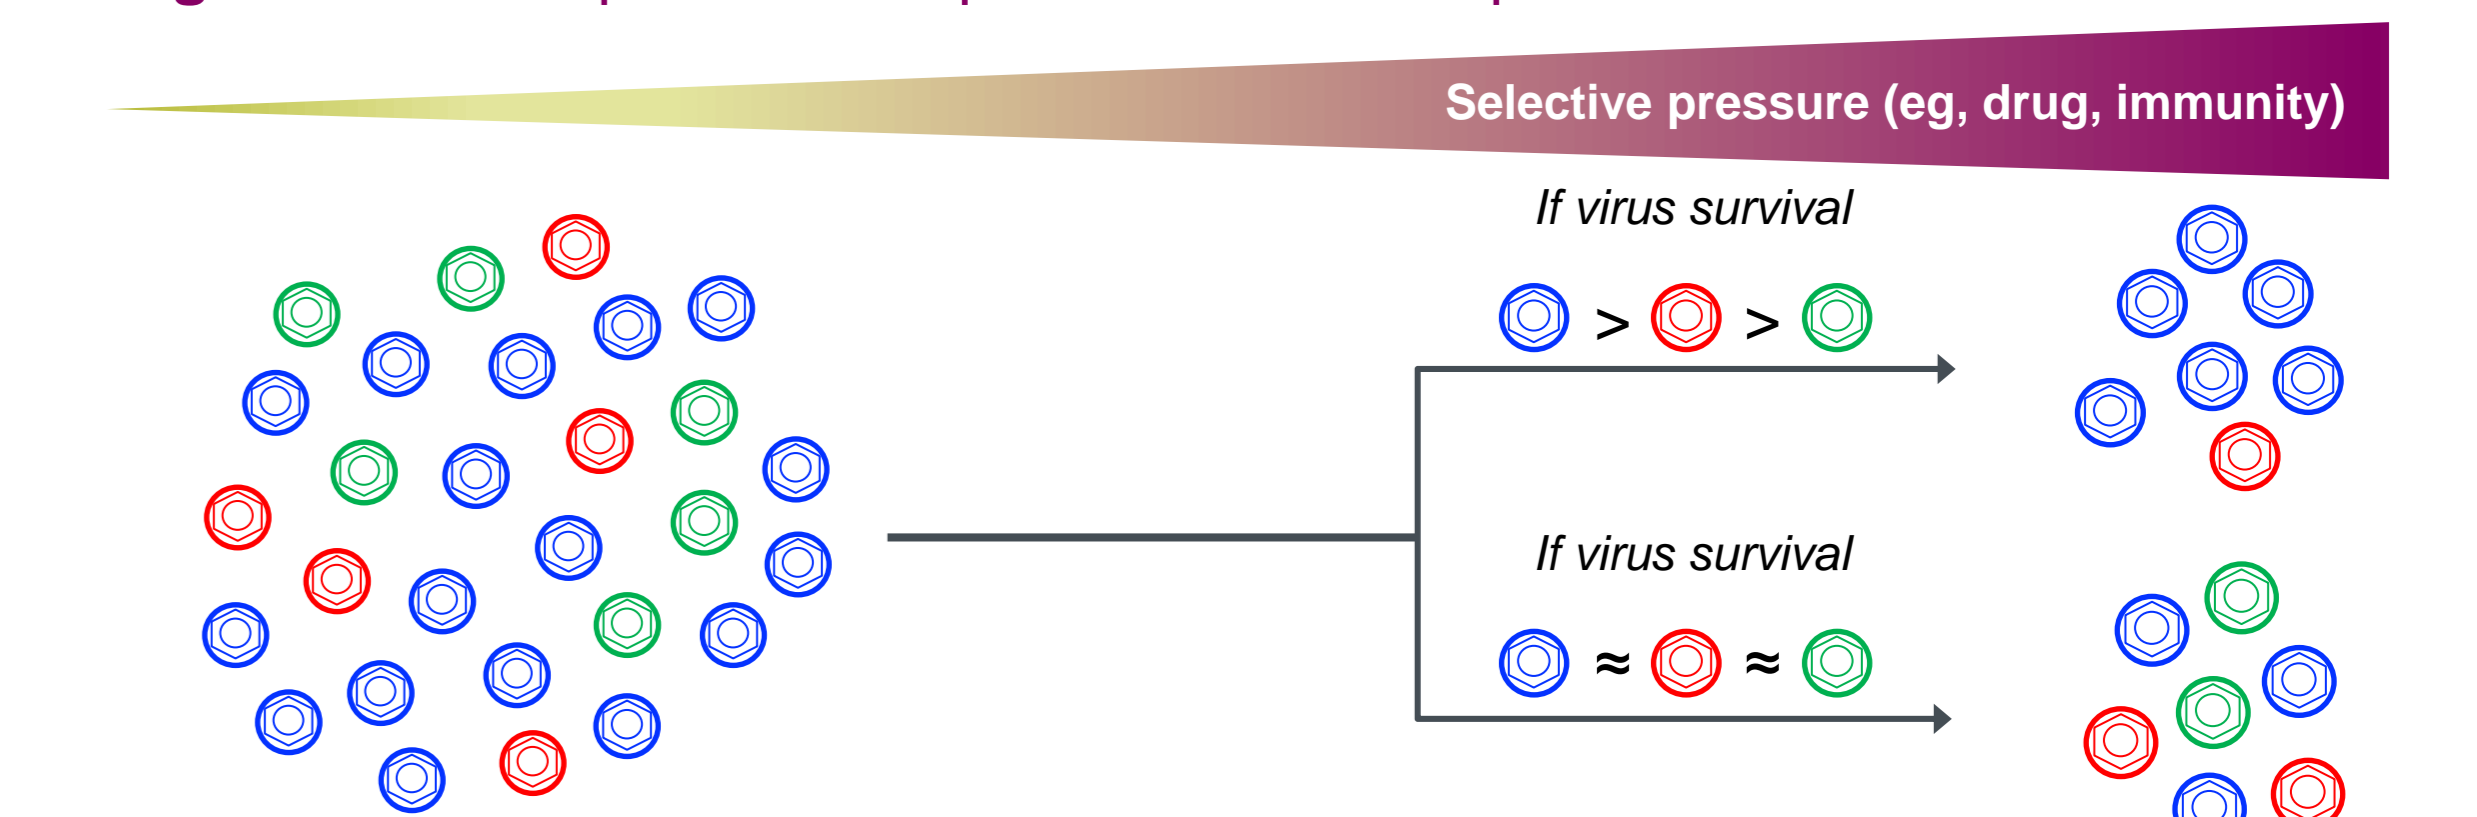 Selective pressure (eg, drug, immunity)
If virus survival
> >
If virus survival
≈ ≈